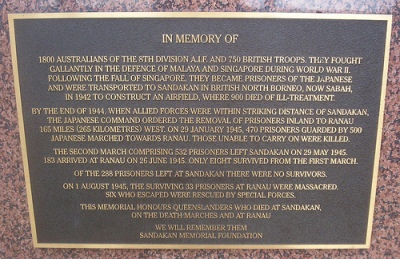 IN MEMORY OF
1800 AUSTRALIANS OF THE 8TH DIVISION A.I.F. AND 750 BRITISH TROOPS. THEY FOUGHT
GALLANTLY IN THE DEFENCE OF MALAYA AND SINGAPORE DURING WORLD WAR II.
FOLLOWING THE FALL OF SINGAPORE, THEY BECAME PRISONERS OF THE JAPANESE
AND WERE TRANSPORTED TO SANDAKAN IN BRITISH NORTH BORNEO, NOW SABAH,
IN 1942 TO CONSTRUCT AN AIRFIELD, WHERE 900 DIED OF ILL-TREATMENT.
BY THE END OF 1944, WHEN ALLIED FORCES WERE WITHIN STRIKING DISTANCE OF SANDAKAN,
THE JAPANESE COMMAND ORDERED THE REMOVAL OF PRISONERS INLAND TO RANAU
165 MILES (265 KILOMETRES) WEST. ON 29 JANUARY 1945, 470 PRISONERS GUARDED BY 500
JAPANESE MARCHED TOWARDS RANAU. THOSE UNABLE TO CARRY ON WERE KILLED.
THE SECOND MARCH COMPRISING 532 PRISONERS LEFT SANDAKAN ON 29 MAY 1945.
183 ARRIVED AT RANAU ON 26 JUNE 1945. ONLY EIGHT SURVIVED FROM THE FIRST MARCH.
OF THE 288 PRISONERS LEFT AT SANDAKAN THERE WERE NO SURVIVORS.
ON 1 AUGUST 1945, THE SURVIVING 33 PRISONERS AT RANAU WERE MASSACRED.
SIX WHO ESCAPED WERE RESCUED BY SPECIAL FORCES.
THIS MEMORIAL HONOURS QUEENSLANDERS WHO DIED AT SANDAKAN,
ON THE DEATH MARCHES AND AT RANAU
WE WILL REMEMBER THEM
SANDAKAN MEMORIAL FOUNDATION